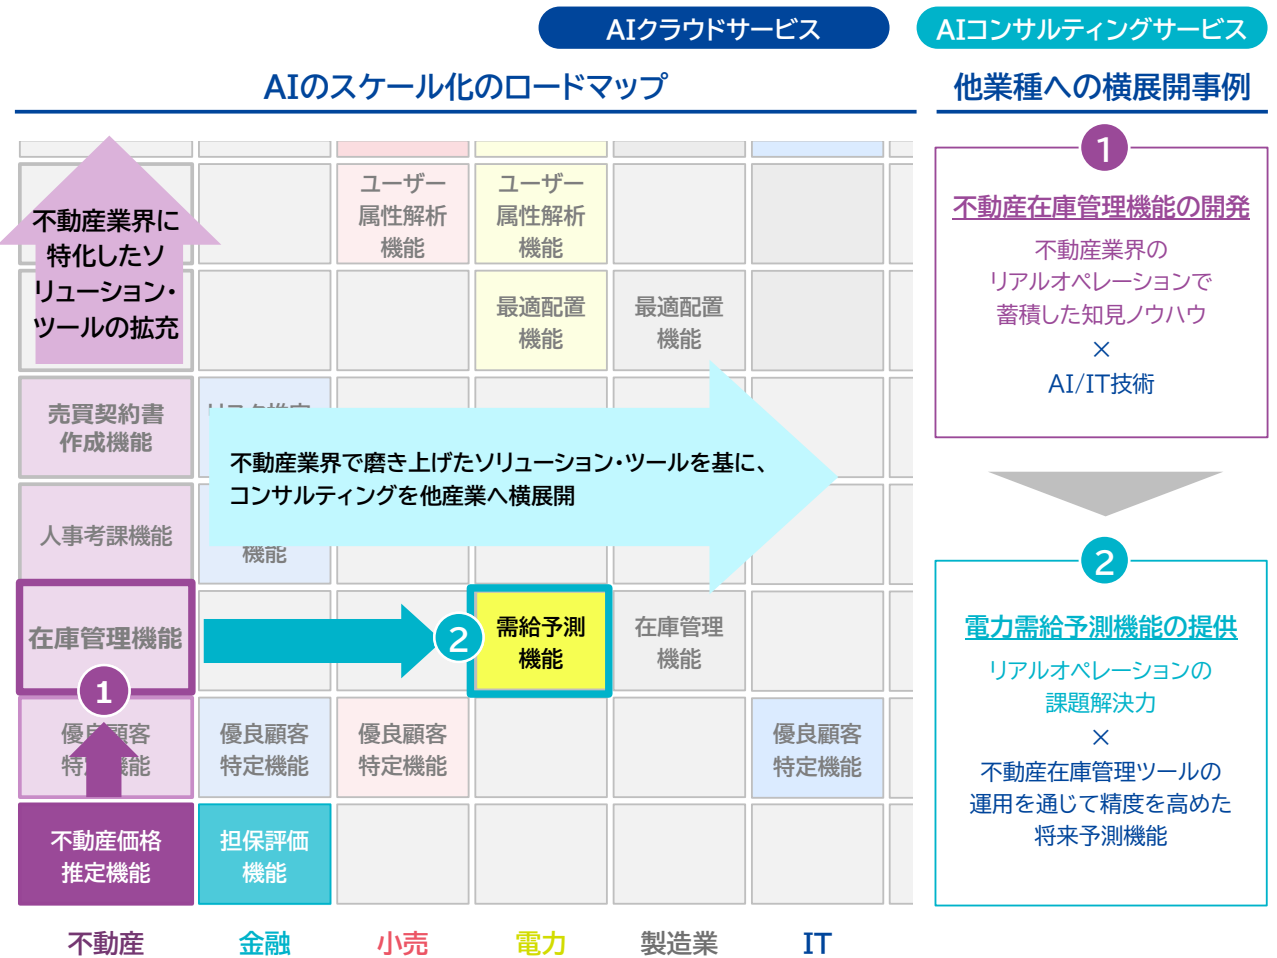 AIクラウドサービス
AIコンサルティングサービス
AIのスケール化のロードマップ
他業種への横展開事例
不動産業界に
特化したソ
リューション・
ツールの拡充
ユーザー
属性解析
機能
ユーザー
属性解析
機能
最適配置
機能
最適配置
機能
売買契約書
作成機能
不動産業界で磨き上げたソリューション・ツールを基に、
コンサルティングを他産業へ横展開
人事考課機能
機能
在庫管理機能
1
2
需給予測
機能
在庫管理
機能
優良顧客
特定機能
優良顧客
特定機能
優良顧客
特定機能
優良顧客
特定機能
不動産価格
推定機能
担保評価
機能
不動産
金融
小売
電力
製造業
IT
1
不動産在庫管理機能の開発
不動産業界の
リアルオペレーションで
蓄積した知見ノウハウ
×
AI/IT技術
2
電力需給予測機能の提供
リアルオペレーションの
課題解決力
×
不動産在庫管理ツールの
運用を通じて精度を高めた
将来予測機能